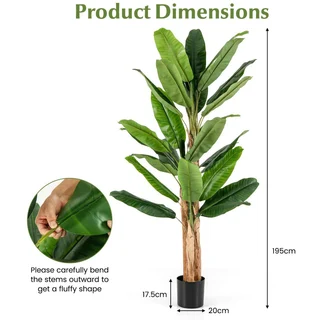 Product Dimensions
195cm
Please carefully bend
the stems outward to
get a fluffy shape
17.5cm
20cm